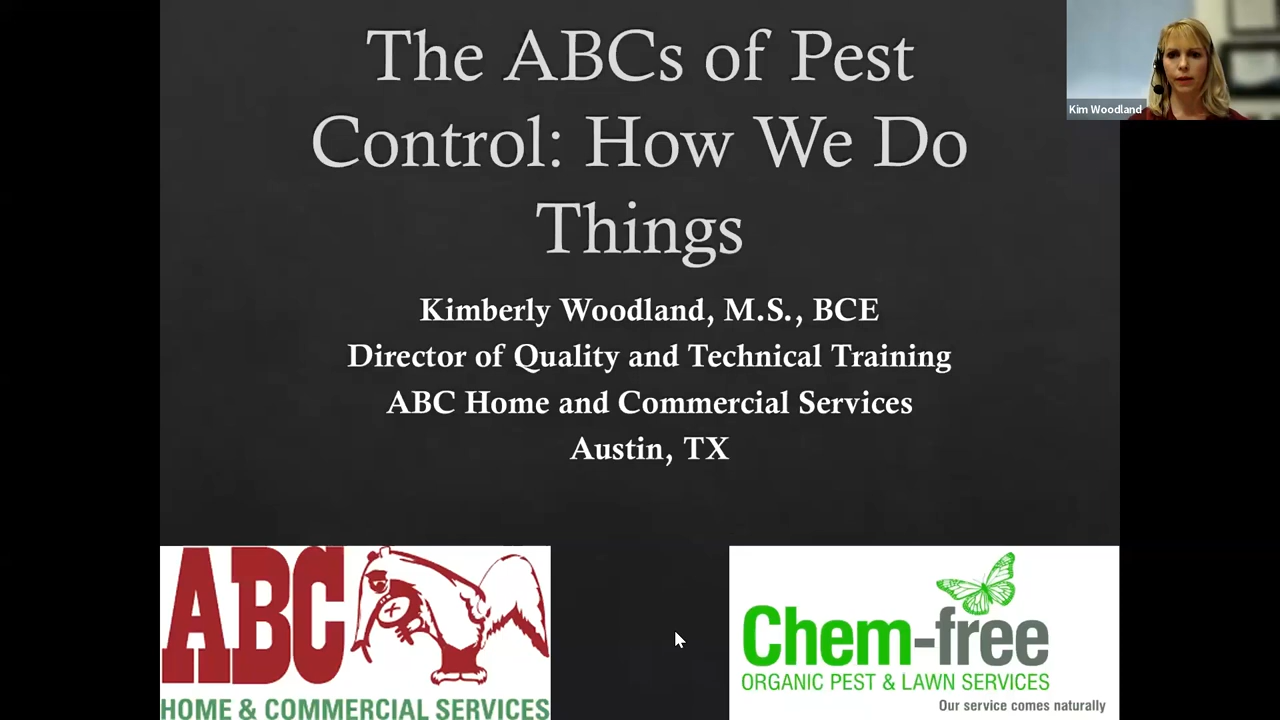 The ABCs of Pest
Control: How We Do
Things
Kim Woodland
Kimberly Woodland, M.S., BCE
Director of Quality and Technical Training
ABC Home and Commercial Services
Austin, TX
ABC
HOME & COMMERCIAL SERVICES
Chem-free
ORGANIC PEST & LAWN SERVICES
Our service comes naturally